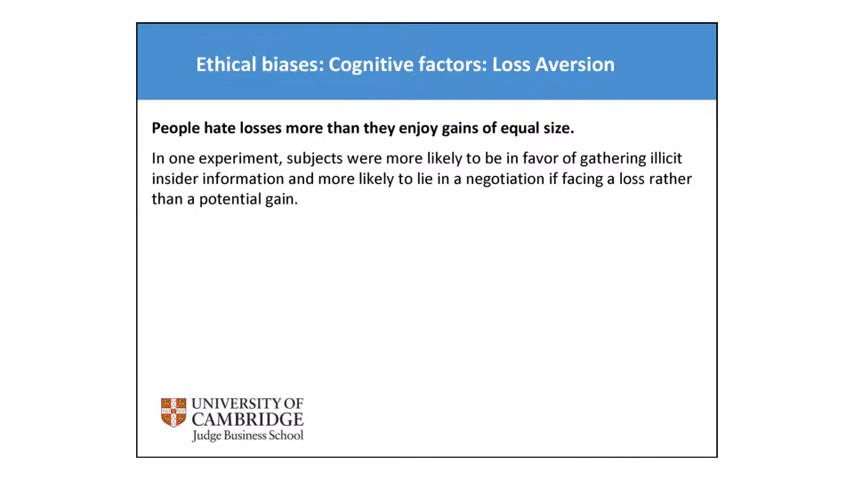 Ethical biases: Cognitive factors: Loss Aversion
People hate losses more than they enjoy gains of equal size.
In one experiment, subjects were more likely to be in favor of gathering illicit
insider information and more likely to lie in a negotiation if facing a loss rather
than a potential gain.
UNIVERSITY OF
CAMBRIDGE
Judge Business School